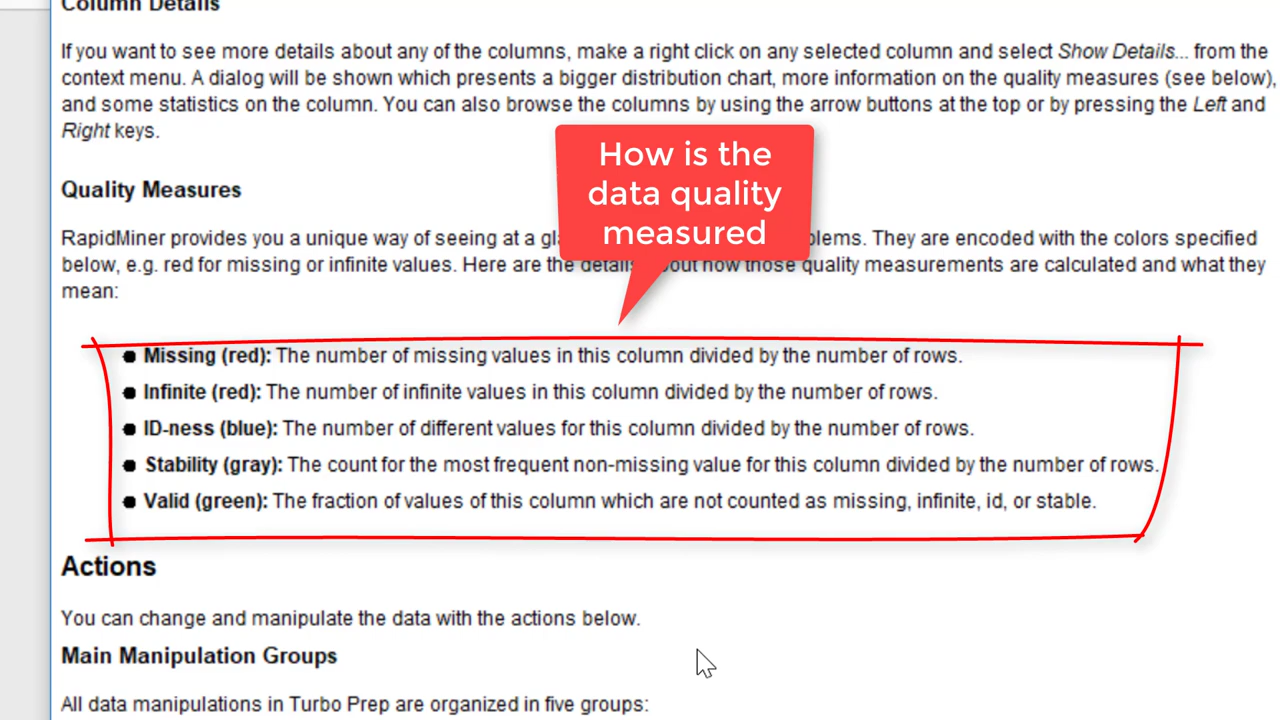 Column Details
If you want to see more details about any of the columns, make a right click on any selected column and select Show Details... from the
context menu. A dialog will be shown which presents a bigger distribution chart, more information on the quality measures (see below),
and some statistics on the column. You can also browse the columns by using the arrow buttons at the top or by pressing the Left and
Right keys.
How is the
data quality
measured
Quality Measures
RapidMiner provides you a unique way of seeing at a They are encoded with the colors specified
below, e.g. red for missing or infinite values. Here are the details about how those quality measurements are calculated and what they
mean:
● Missing (red): The number of missing values in this column divided by the number of rows.
● Infinite (red): The number of infinite values in this column divided by the number of rows.
● ID-ness (blue): The number of different values for this column divided by the number of rows.
● Stability (gray): The count for the most frequent non-missing value for this column divided by the number of rows.
● Valid (green): The fraction of values of this column which are not counted as missing, infinite, id, or stable.
Actions
You can change and manipulate the data with the actions below.
Main Manipulation Groups
All data manipulations in Turbo Prep are organized in five groups: